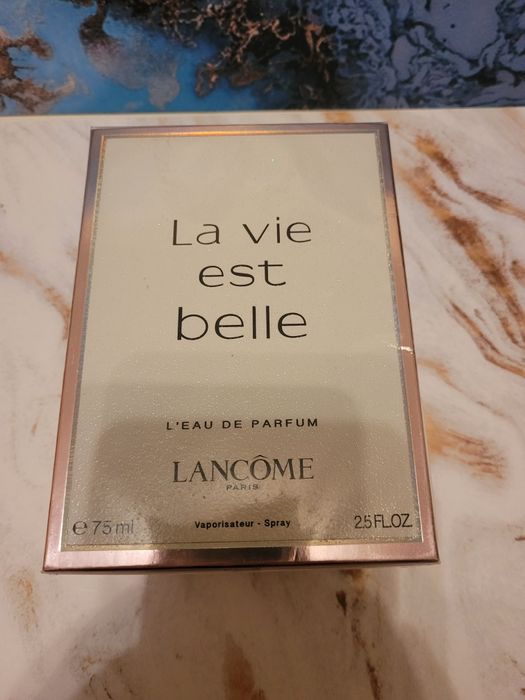 La vie
est
belle
L'EAU DE PARFUM
LANCÔME
PARIS
e 75 ml Vaporisateur - Spray 2.5 FL.OZ.